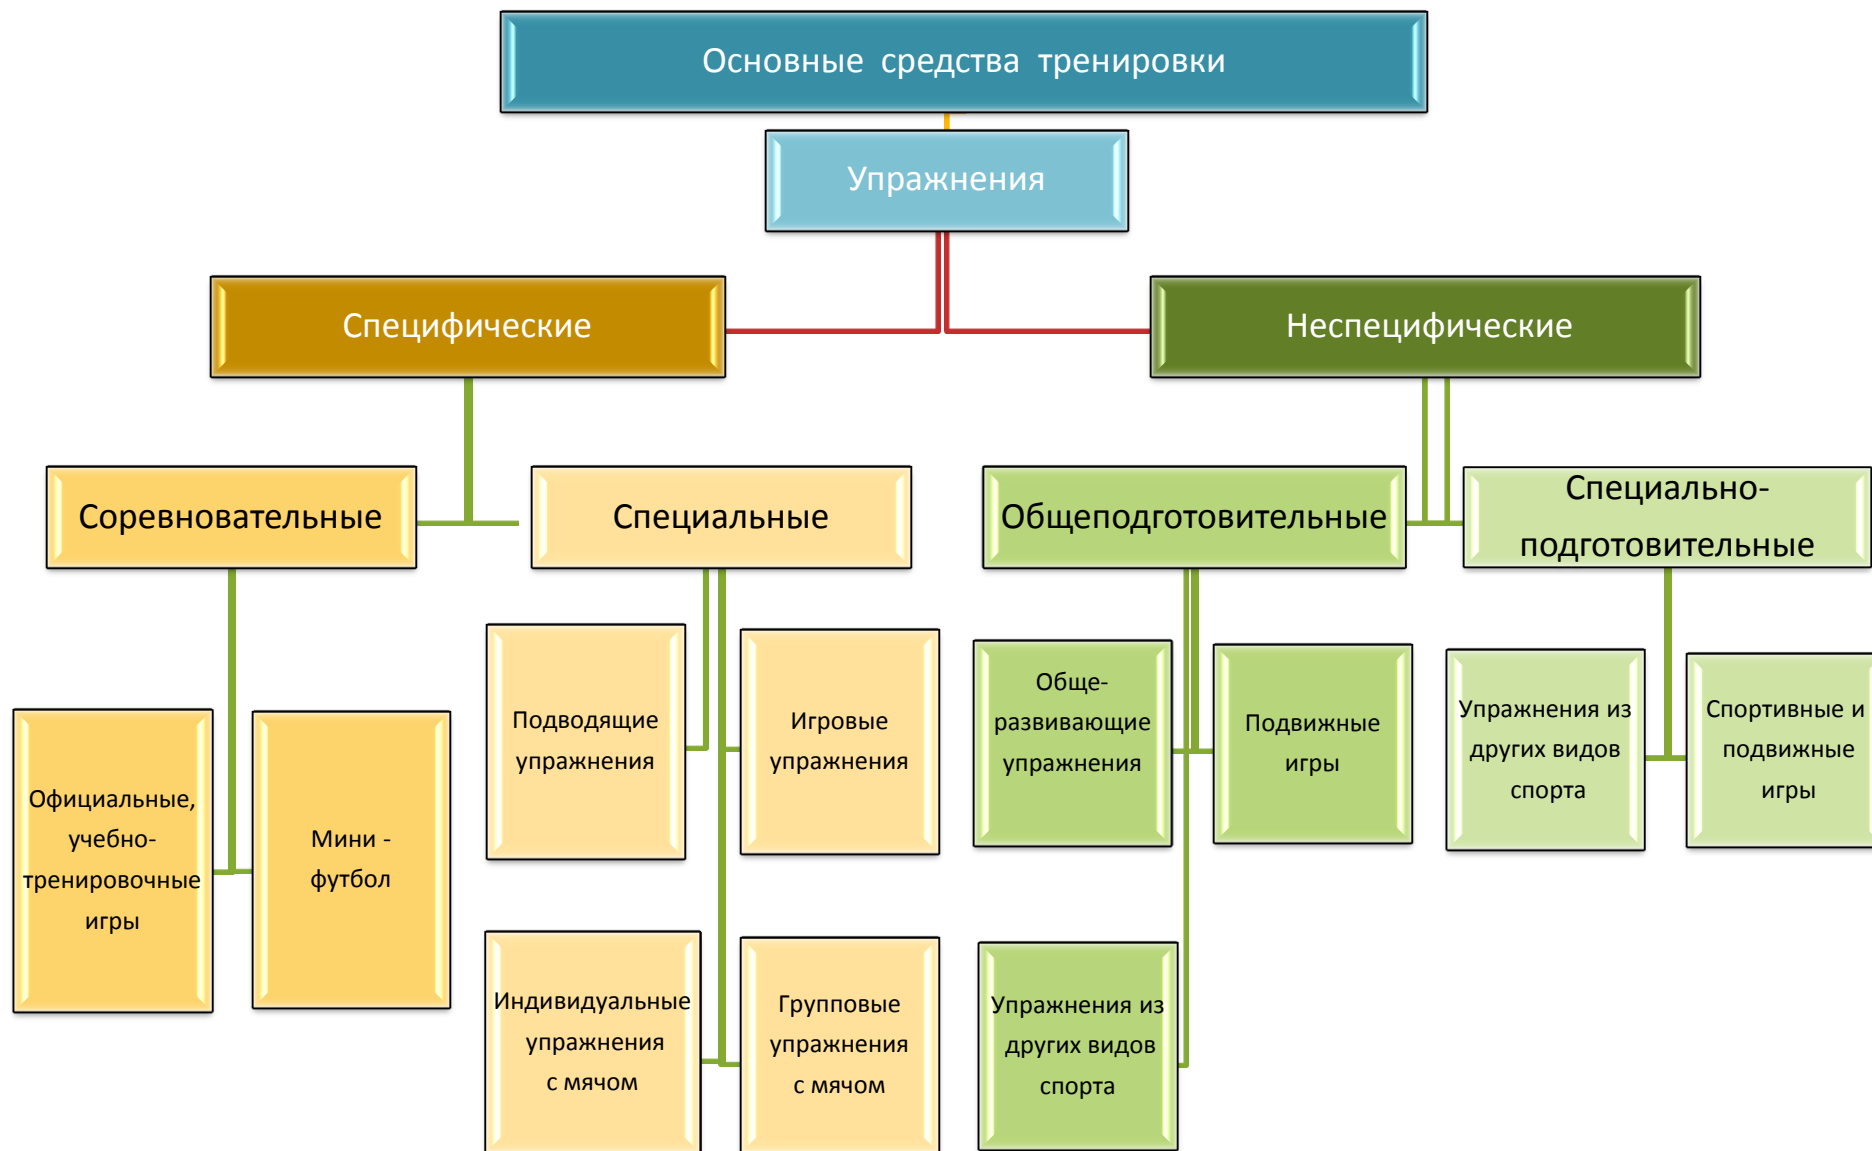 Основные средства тренировки
Упражнения
Специфические
Неспецифические
Соревновательные
Специальные
Общеподготовительные
Специально-
подготовительные
Официальные,
учебно-
тренировочные
игры
Мини -
футбол
Подводящие
упражнения
Игровые
упражнения
Индивидуальные
упражнения
с мячом
Групповые
упражнения
с мячом
Обще-
развивающие
упражнения
Подвижные
игры
Упражнения из
других видов
спорта
Упражнения из
других видов
спорта
Спортивные и
подвижные
игры